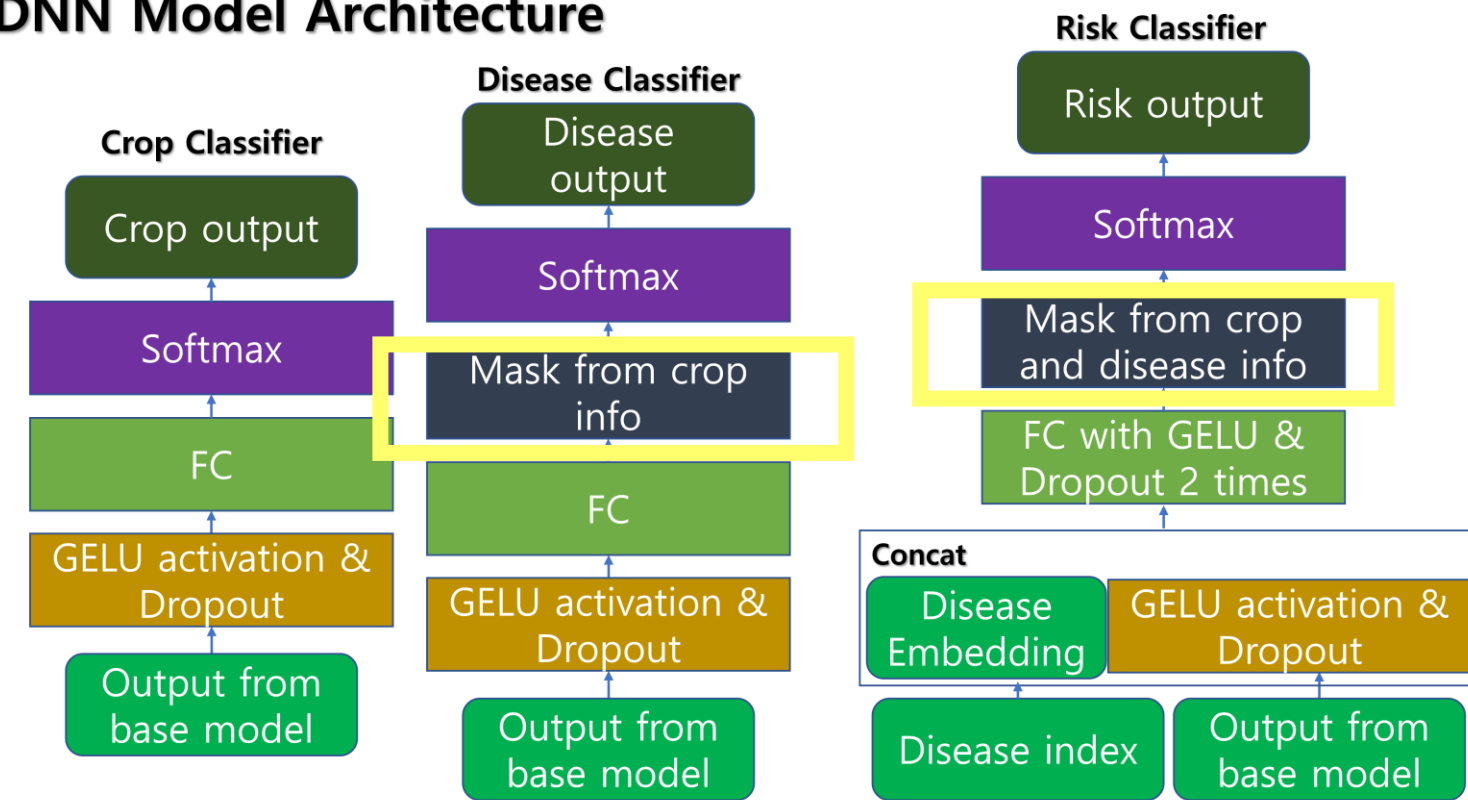 DNN Model Architecture
Crop Classifier
Crop output
Softmax
FC
GELU activation &
Dropout
Output from
base model
Disease Classifier
Disease
output
Softmax
Mask from crop
info
FC
GELU activation &
Dropout
Output from
base model
Risk Classifier
Risk output
Softmax
Mask from crop
and disease info
FC with GELU &
Dropout 2 times
Concat
Disease
Embedding
GELU activation &
Dropout
Disease index
Output from
base model